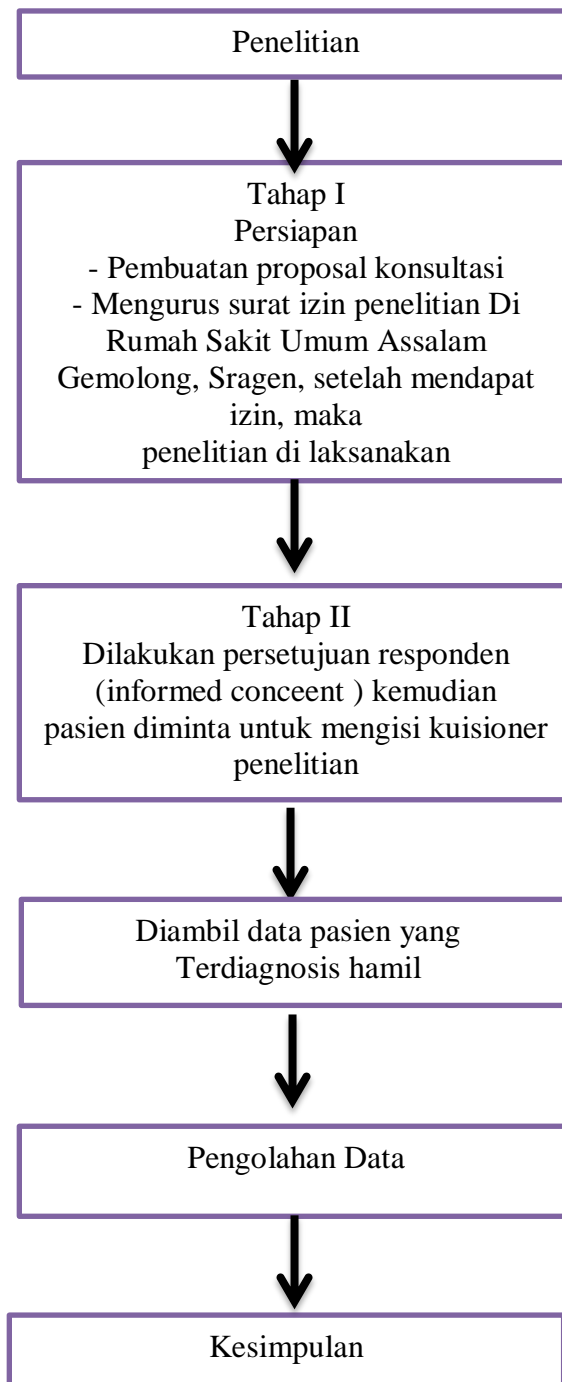 Penelitian
Tahap I
Persiapan
- Pembuatan proposal konsultasi
- Mengurus surat izin penelitian Di
Rumah Sakit Umum Assalam
Gemolong, Sragen, setelah mendapat
izin, maka
penelitian di laksanakan
Tahap II
Dilakukan persetujuan responden
(informed conceent ) kemudian
pasien diminta untuk mengisi kuisioner
penelitian
Diambil data pasien yang
Terdiagnosis hamil
Pengolahan Data
Kesimpulan